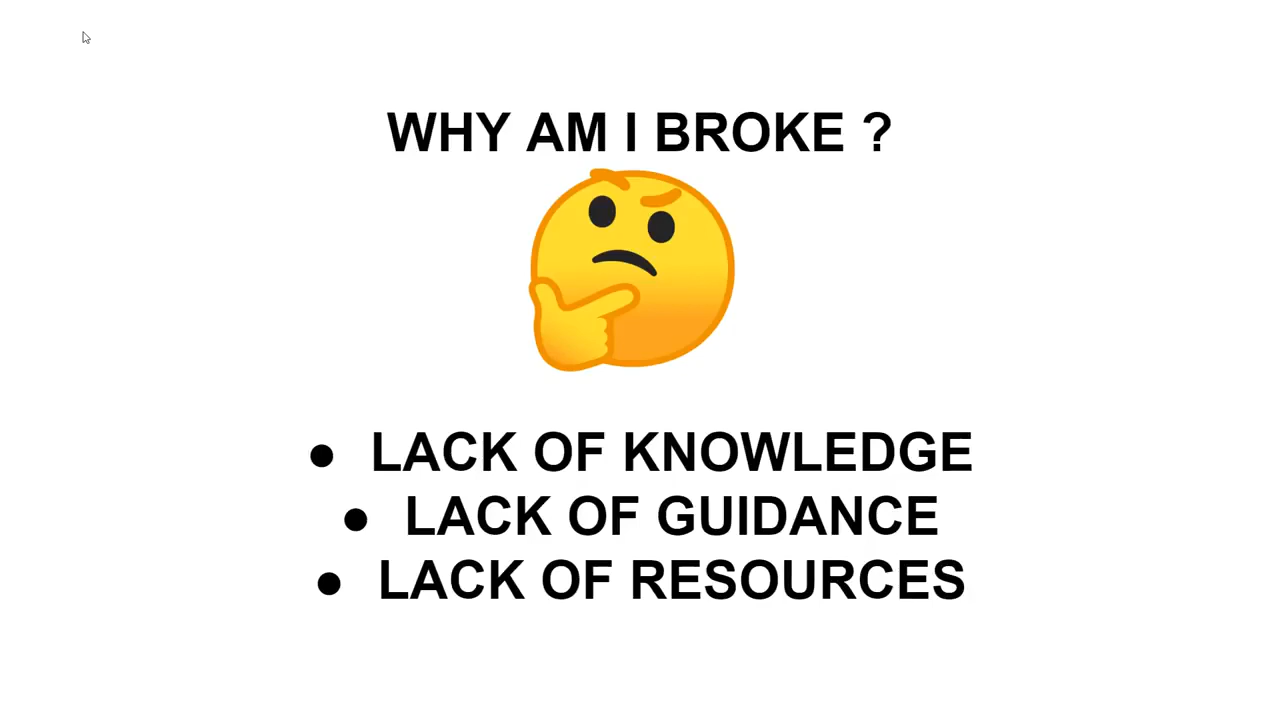 WHY AM I BROKE ?
● LACK OF KNOWLEDGE
● LACK OF GUIDANCE
● LACK OF RESOURCES